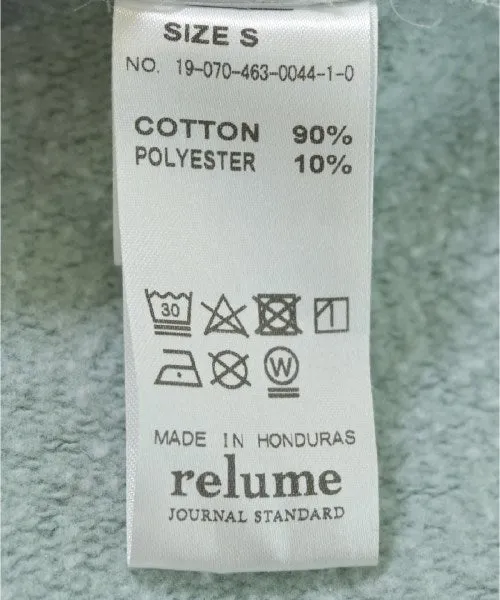 SIZE S
NO. 19-070-463-0044-1-0
COTTON 90%
POLYESTER 10%
30
W
MADE IN HONDURAS
relume
JOURNAL STANDARD